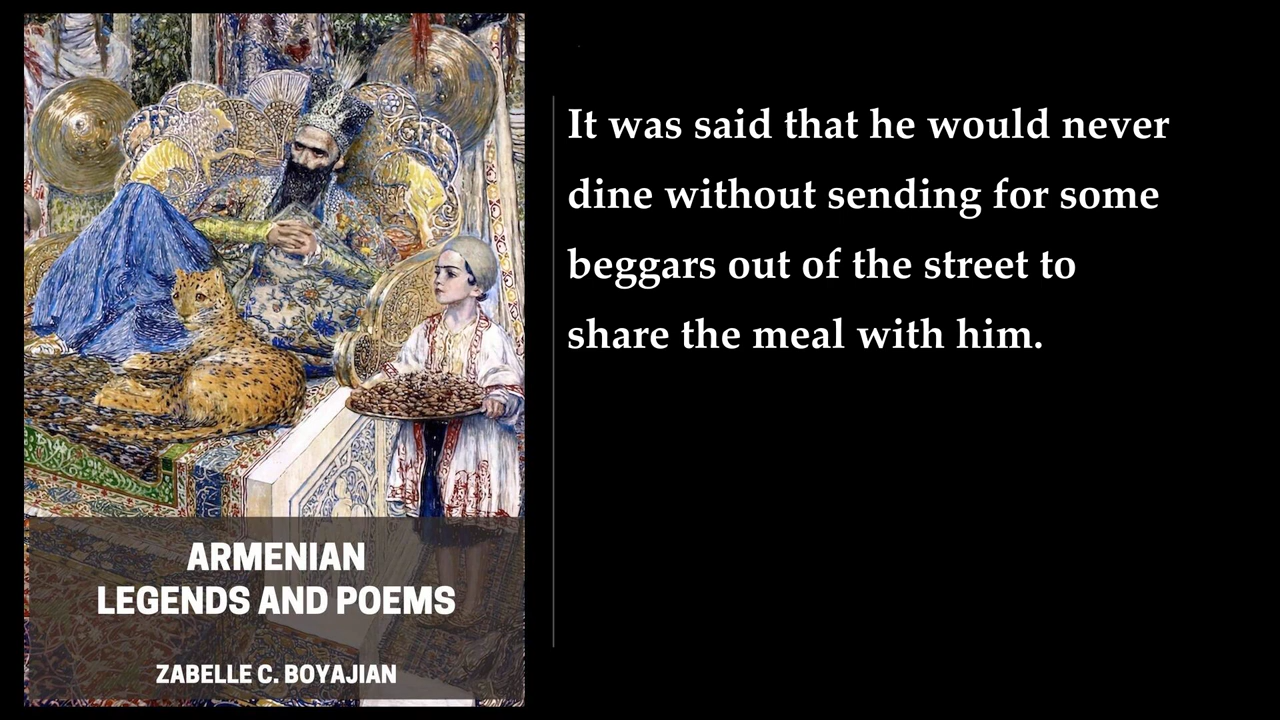 It was said that he would never
dine without sending for some
beggars out of the street to
share the meal with him.
ARMENIAN
LEGENDS AND POEMS
ZABELLE C. BOYAJIAN